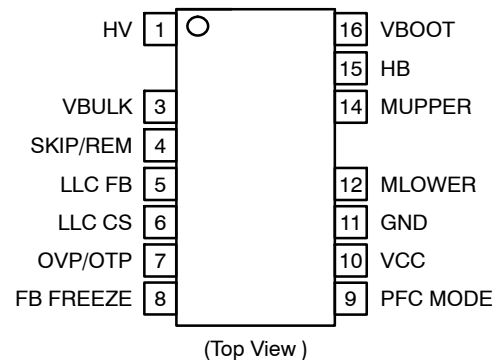 HV 1 16 VBOOT
15 HB
VBULK 3 14 MUPPER
SKIP/REM 4
LLC FB 5 12 MLOWER
LLC CS 6 11 GND
OVP/OTP 7 10 VCC
FB FREEZE 8 9 PFC MODE
(Top View )